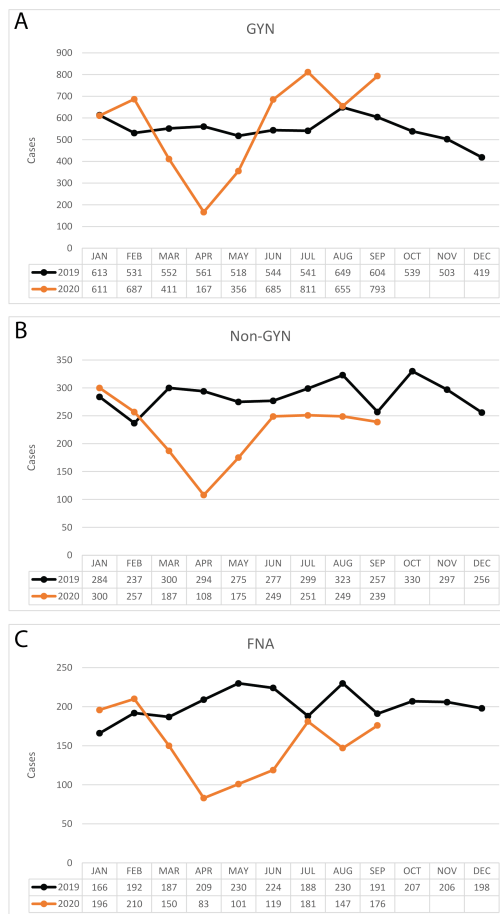 A
GYN
900
800
700
600
500
400
300
200
100
0
Cases
JAN FEB MAR APR MAY JUN JUL AUG SEP OCT NOV DEC
2019 613 531 552 561 518 544 541 649 604 539 503 419
2020 611 687 411 167 356 685 811 655 793
B
Non-GYN
350
300
250
200
150
100
50
0
Cases
JAN FEB MAR APR MAY JUN JUL AUG SEP OCT NOV DEC
2019 284 237 300 294 275 277 299 323 257 330 297 256
2020 300 257 187 108 175 249 251 249 239
C
FNA
250
200
150
100
50
0
Cases
JAN FEB MAR APR MAY JUN JUL AUG SEP OCT NOV DEC
2019 166 192 187 209 230 224 188 230 191 207 206 198
2020 196 210 150 83 101 119 181 147 176